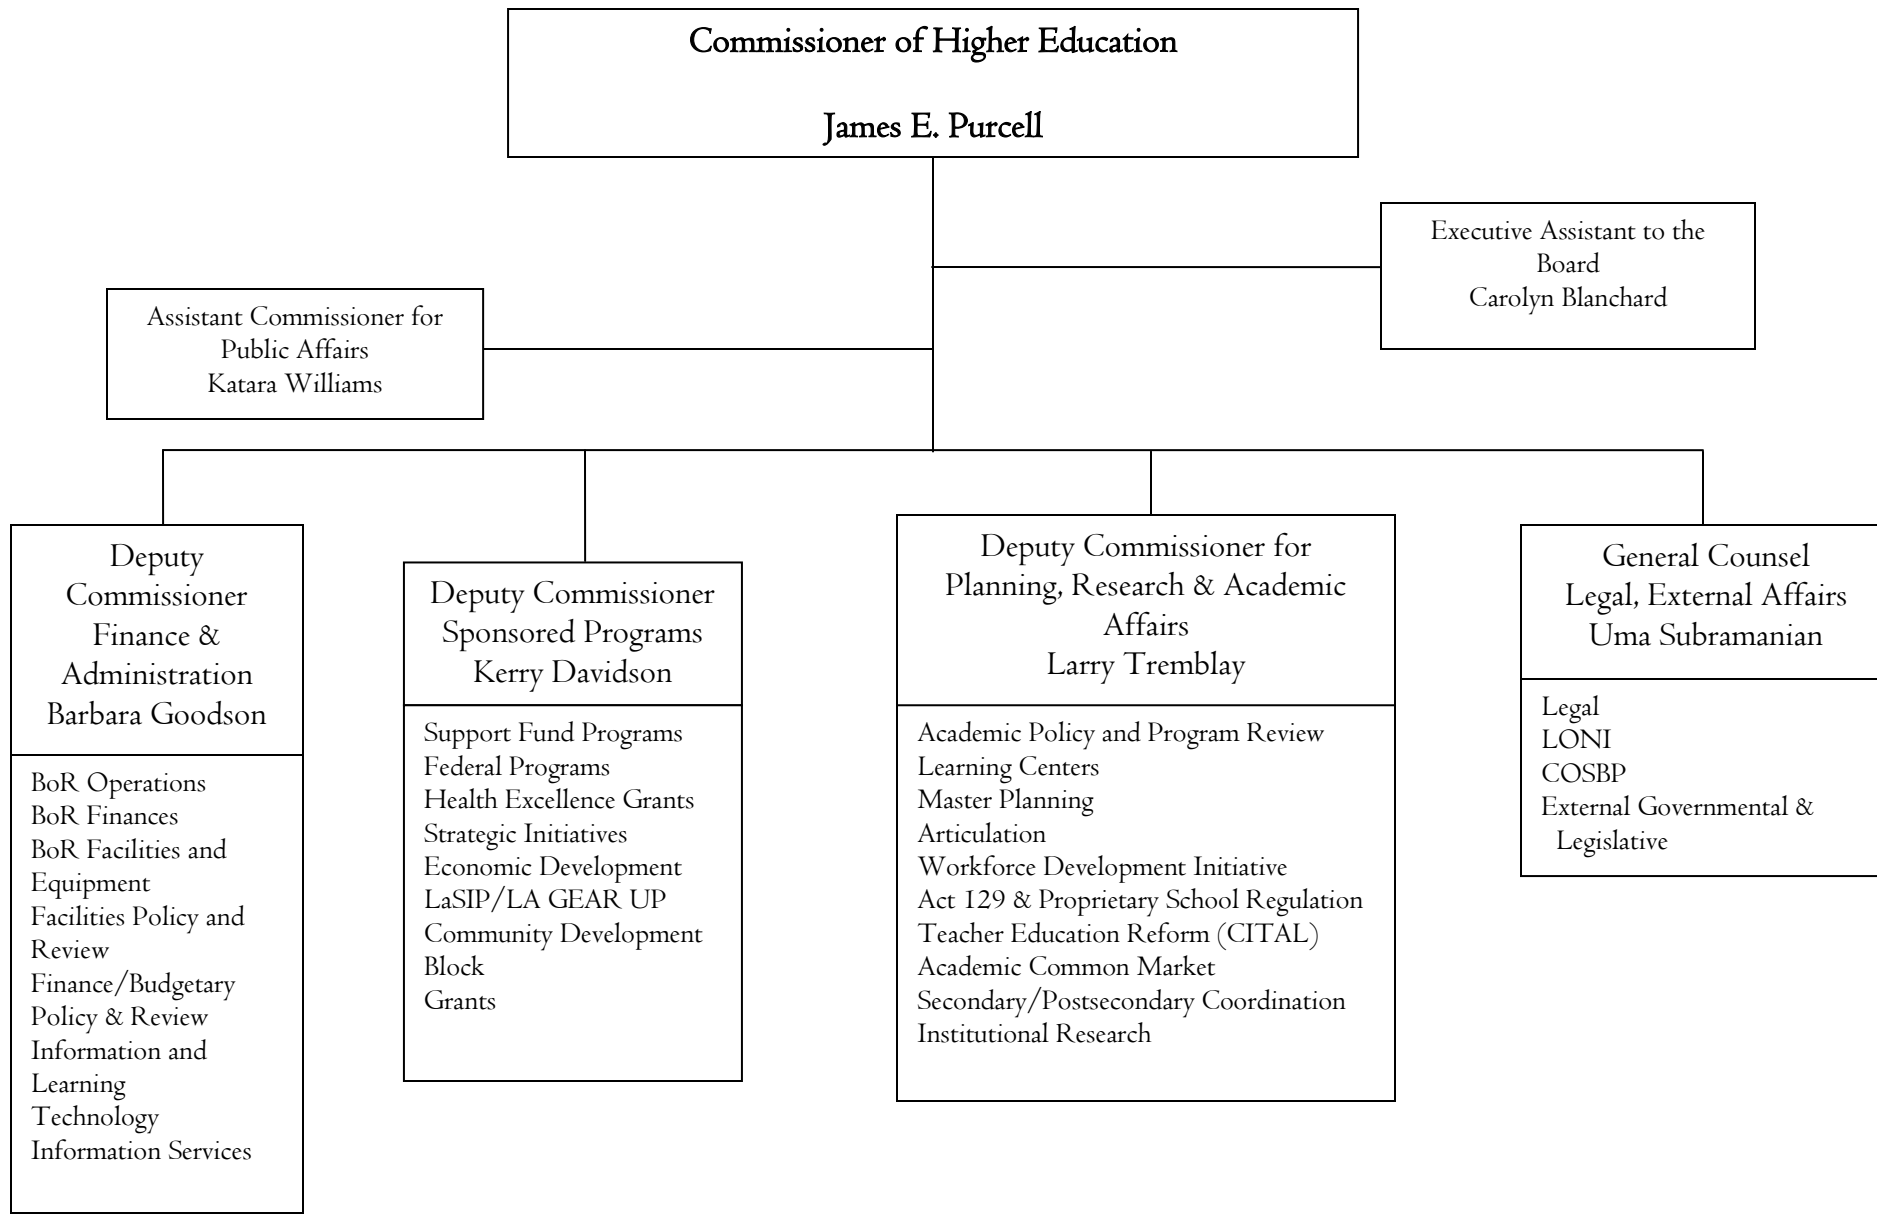 Commissioner of Higher Education
James E. Purcell
Executive Assistant to the
Board
Carolyn Blanchard
Assistant Commissioner for
Public Affairs
Katara Williams
Deputy
Commissioner
Finance &
Administration
Barbara Goodson
BoR Operations
BoR Finances
BoR Facilities and
Equipment
Facilities Policy and
Review
Finance/Budgetary
Policy & Review
Information and
Learning
Technology
Information Services
Deputy Commissioner
Sponsored Programs
Kerry Davidson
Support Fund Programs
Federal Programs
Health Excellence Grants
Strategic Initiatives
Economic Development
LaSIP/LA GEAR UP
Community Development
Block
Grants
Deputy Commissioner for
Planning, Research & Academic
Affairs
Larry Tremblay
Academic Policy and Program Review
Learning Centers
Master Planning
Articulation
Workforce Development Initiative
Act 129 & Proprietary School Regulation
Teacher Education Reform (CITAL)
Academic Common Market
Secondary/Postsecondary Coordination
Institutional Research
General Counsel
Legal, External Affairs
Uma Subramanian
Legal
LONI
COSBP
External Governmental &
Legislative